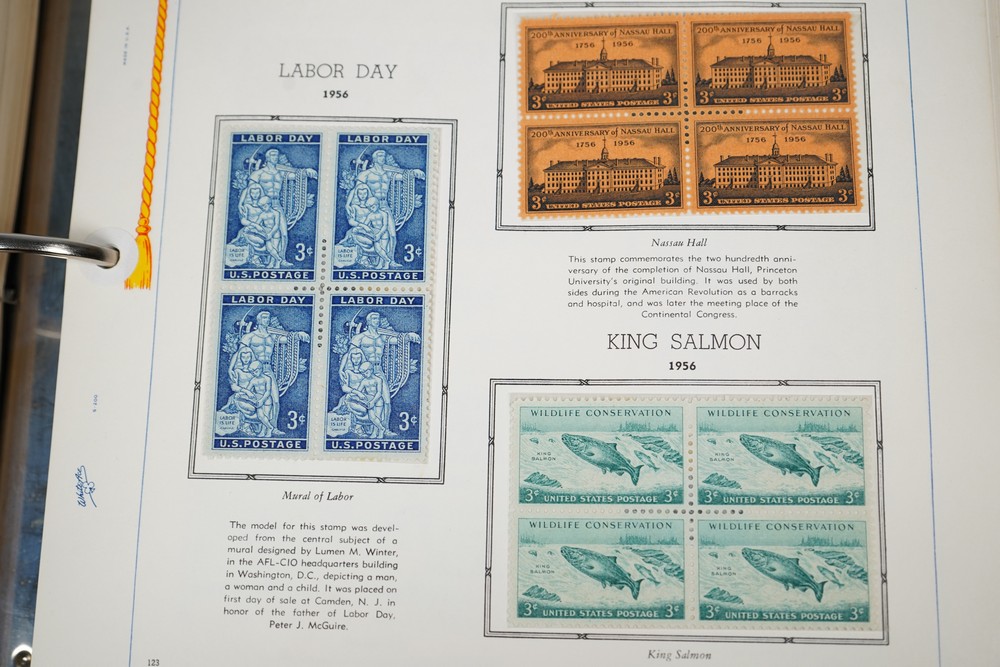 MADE IN U.S.A.
LABOR DAY
1956
LABOR DAY LABOR DAY
LABOR IS LIFE 3¢ LABOR IS LIFE 3¢
U.S. POSTAGE U.S. POSTAGE
LABOR DAY LABOR DAY
LABOR IS LIFE 3¢ LABOR IS LIFE 3¢
U.S. POSTAGE U.S. POSTAGE
Mural of Labor
The model for this stamp was devel-
oped from the central subject of a
mural designed by Lumen M. Winter,
in the AFL-CIO headquarters building
in Washington, D.C., depicting a man,
a woman and a child. It was placed on
first day of sale at Camden, N. J. in
honor of the father of Labor Day,
Peter J. McGuire.
123
200th ANNIVERSARY of NASSAU HALL 200th ANNIVERSARY of NASSAU HALL
1756 1956 1756 1956
3¢ UNITED STATES POSTAGE 3¢ 3¢ UNITED STATES POSTAGE 3¢
200th ANNIVERSARY of NASSAU HALL 200th ANNIVERSARY of NASSAU HALL
1756 1956 1756 1956
3¢ UNITED STATES POSTAGE 3¢ 3¢ UNITED STATES POSTAGE 3¢
Nassau Hall
This stamp commemorates the two hundredth anni-
versary of the completion of Nassau Hall, Princeton
University's original building. It was used by both
sides during the American Revolution as a barracks
and hospital, and was later the meeting place of the
Continental Congress.
KING SALMON
1956
WILDLIFE CONSERVATION WILDLIFE CONSERVATION
KING KING
SALMON SALMON
3¢ UNITED STATES POSTAGE 3¢ 3¢ UNITED STATES POSTAGE 3¢
WILDLIFE CONSERVATION WILDLIFE CONSERVATION
KING KING
SALMON SALMON
3¢ UNITED STATES POSTAGE 3¢ 3¢ UNITED STATES POSTAGE 3¢
King Salmon